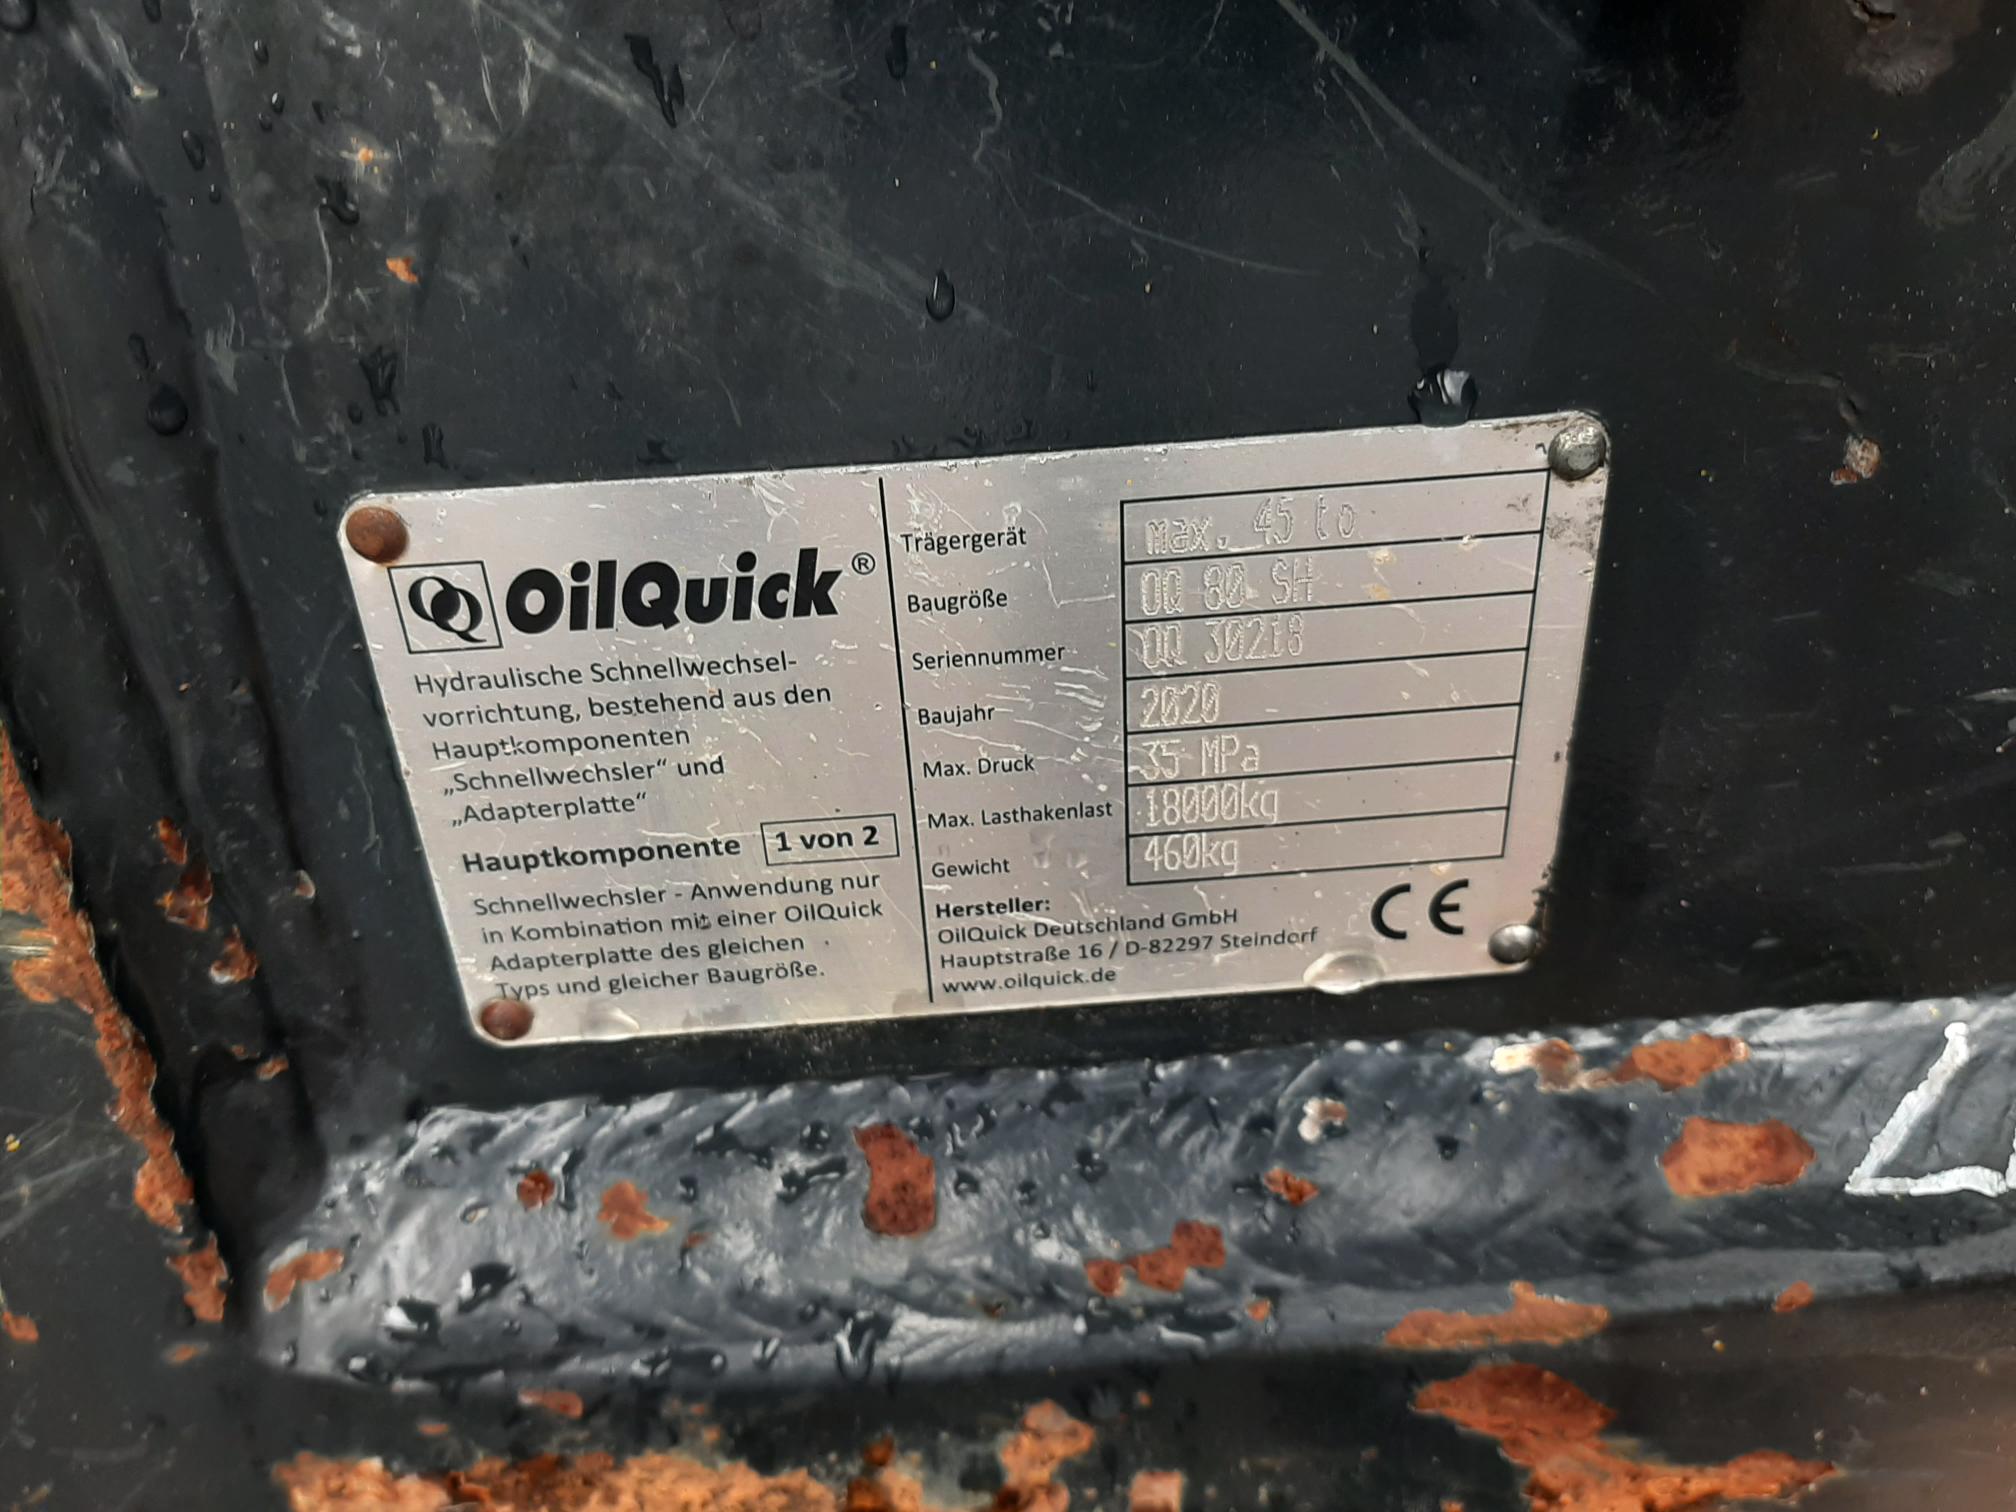 OilQuick®
Hydraulische Schnellwechsel-
vorrichtung, bestehend aus den
Hauptkomponenten
„Schnellwechsler“ und
„Adapterplatte“
Hauptkomponente 1 von 2
Schnellwechsler - Anwendung nur
in Kombination mit einer OilQuick
Adapterplatte des gleichen
Typs und gleicher Baugröße.
Trägergerät max. 45 to
Baugröße OQ 80 SH
Seriennummer OQ 30218
Baujahr 2020
Max. Druck 35 MPa
Max. Lasthakenlast 18000kg
Gewicht 460kg
Hersteller:
OilQuick Deutschland GmbH
Hauptstraße 16 / D-82297 Steindorf
www.oilquick.de
CE